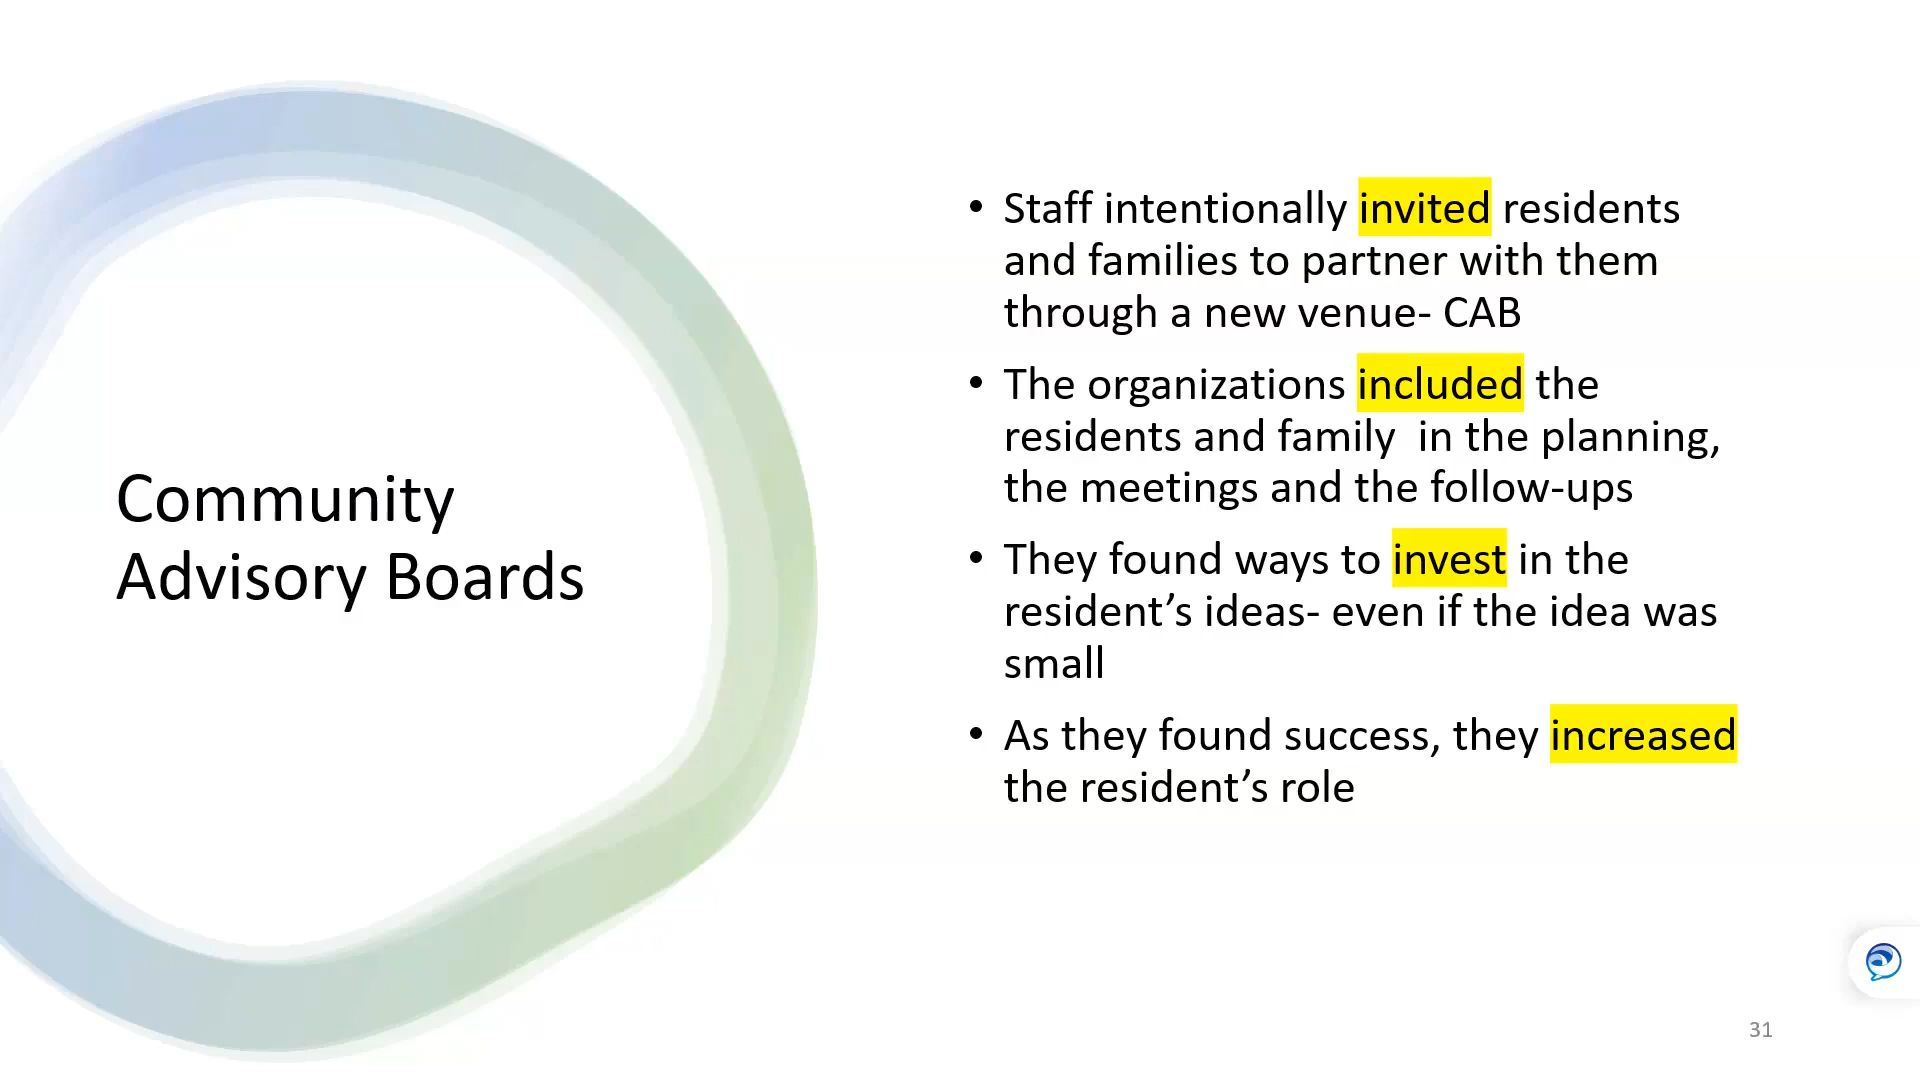 Community
Advisory Boards
• Staff intentionally invited residents
and families to partner with them
through a new venue- CAB
• The organizations included the
residents and family  in the planning,
the meetings and the follow-ups
• They found ways to invest in the
resident’s ideas- even if the idea was
small
• As they found success, they increased
the resident’s role
31